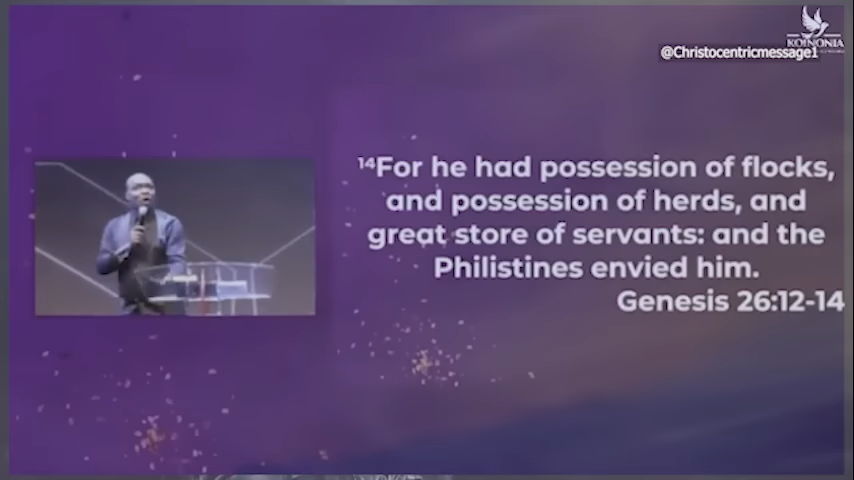 KOINONIA
@Christocentricmessage1
¹⁴For he had possession of flocks,
and possession of herds, and
great store of servants: and the
Philistines envied him.
Genesis 26:12-14